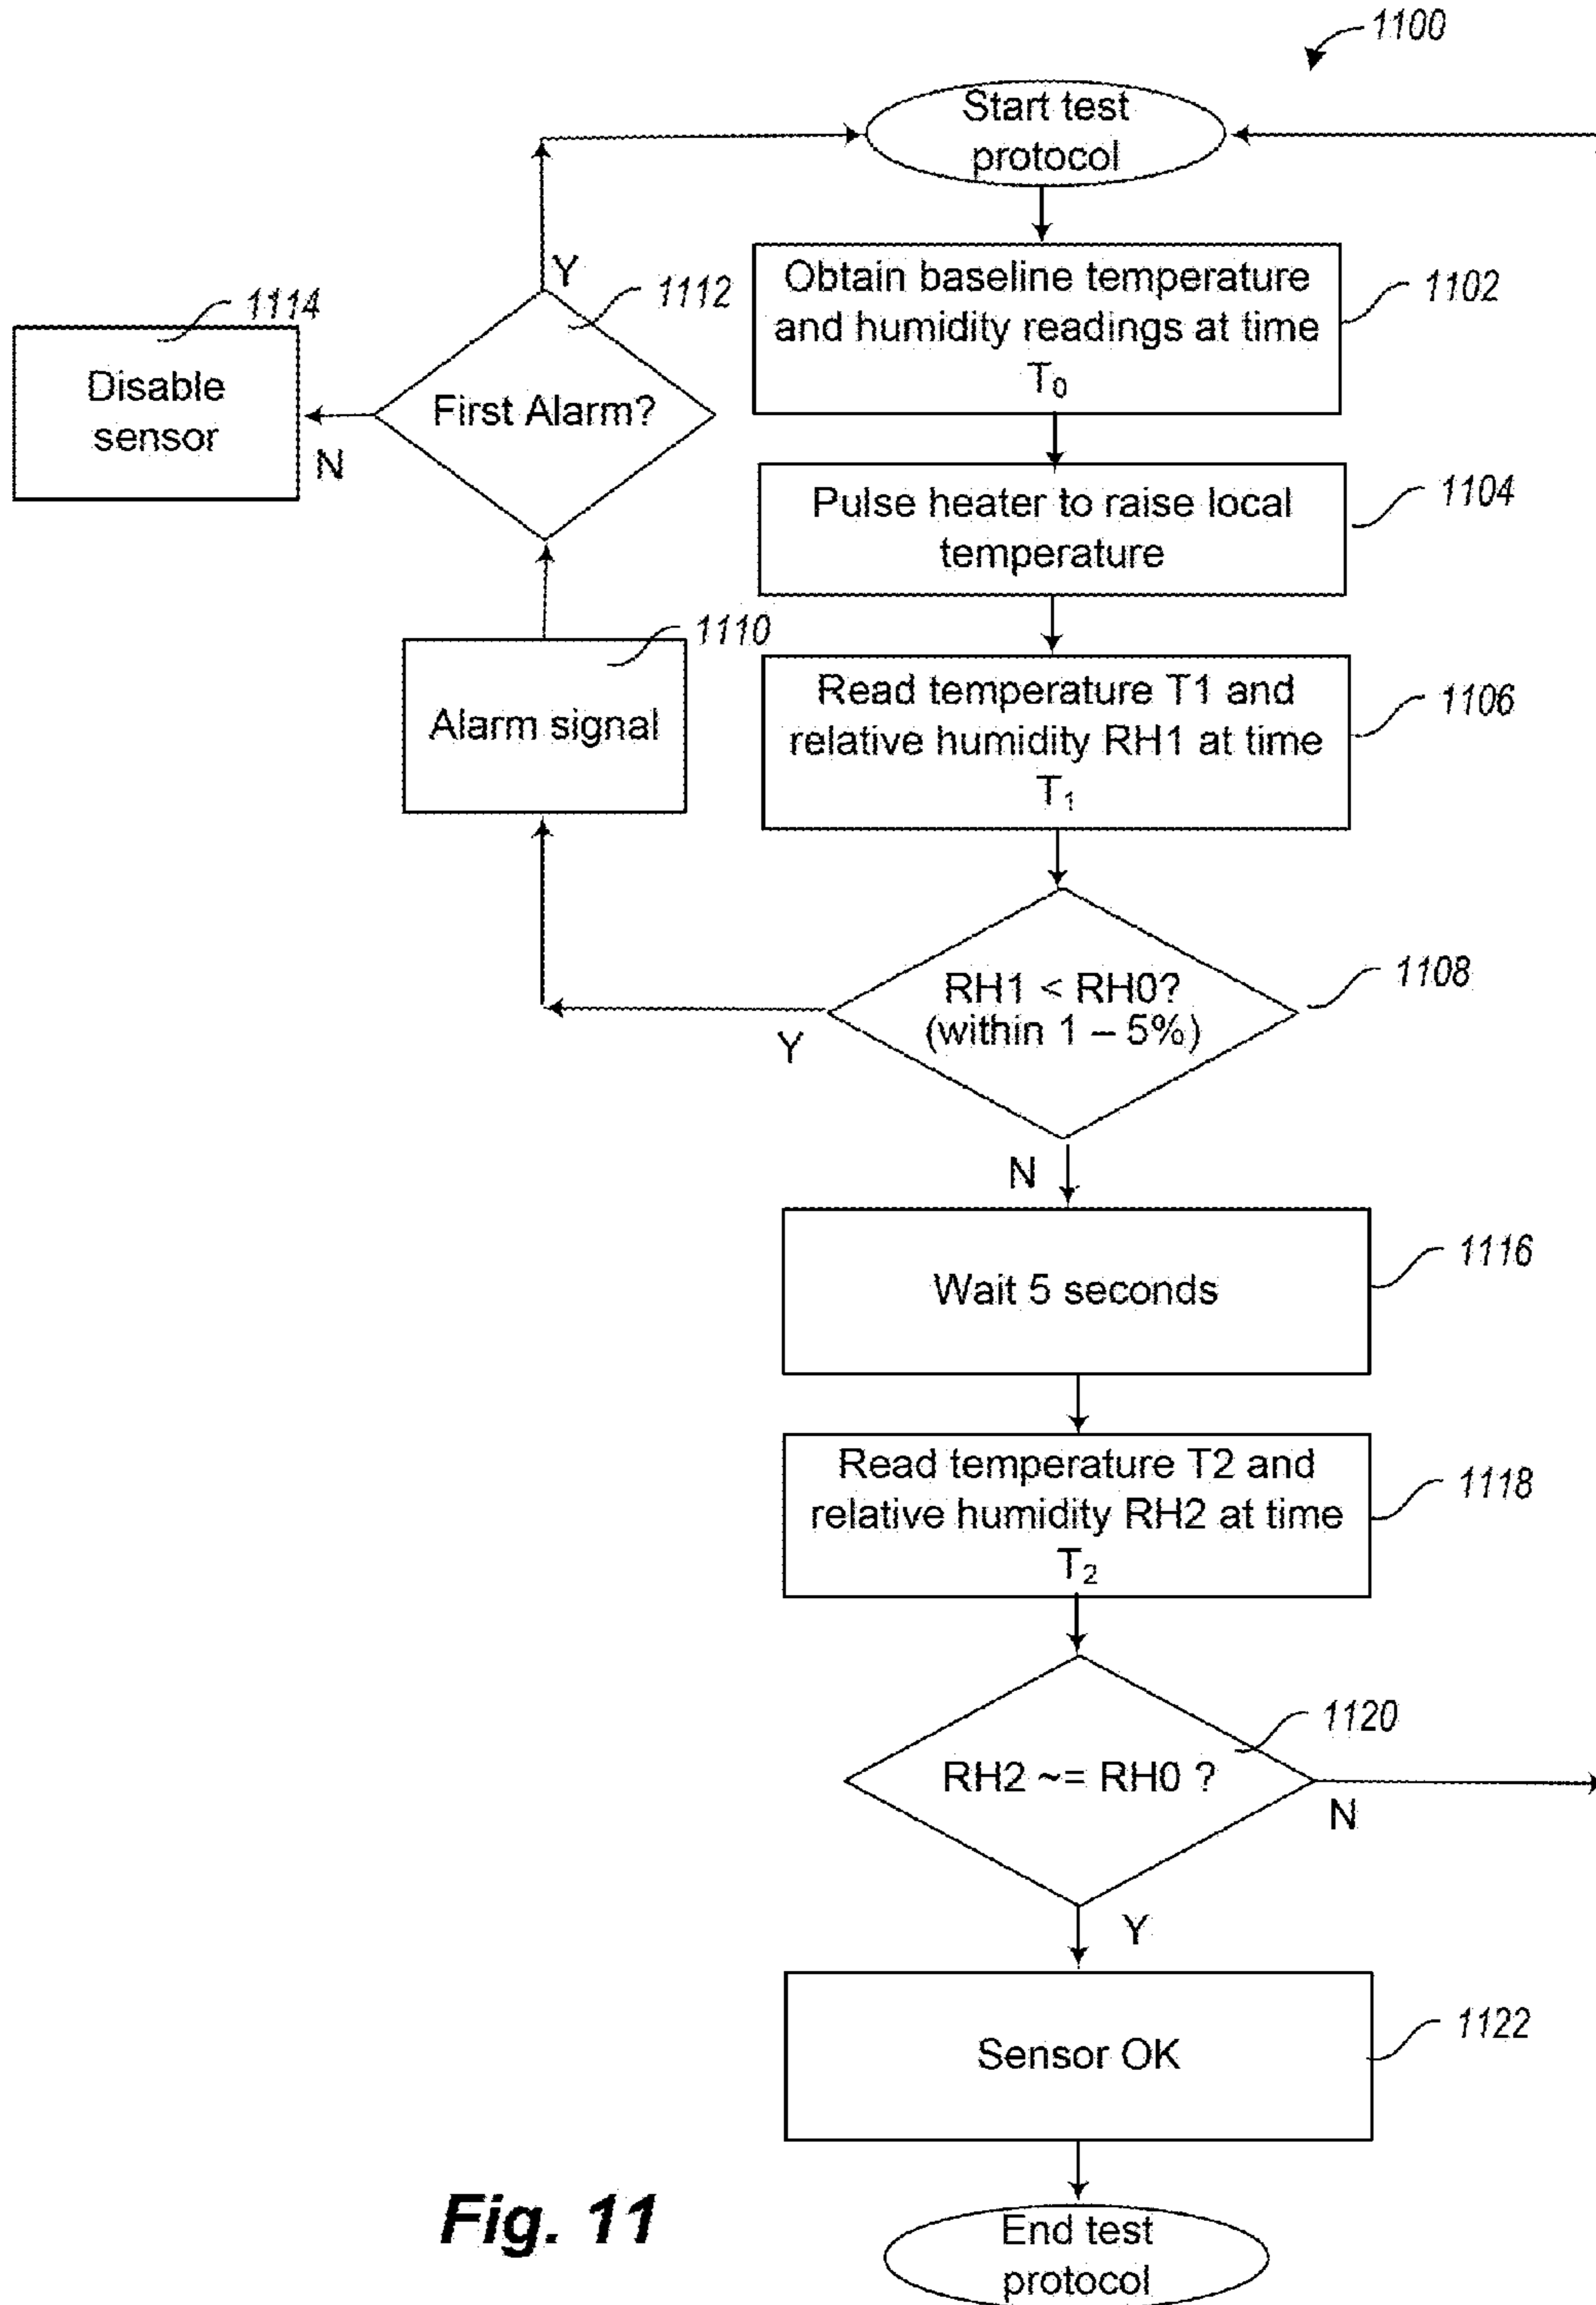 1100
Start test
protocol
Obtain baseline temperature
and humidity readings at time
T₀
1102
Pulse heater to raise local
temperature
1104
Read temperature T1 and
relative humidity RH1 at time
T₁
1106
RH1 < RH0?
(within 1 – 5%)
1108
Y
N
Alarm signal
1110
First Alarm?
1112
Y
N
Disable
sensor
1114
Wait 5 seconds
1116
Read temperature T2 and
relative humidity RH2 at time
T₂
1118
RH2 ~= RH0 ?
1120
N
Y
Sensor OK
1122
End test
protocol
Fig. 11